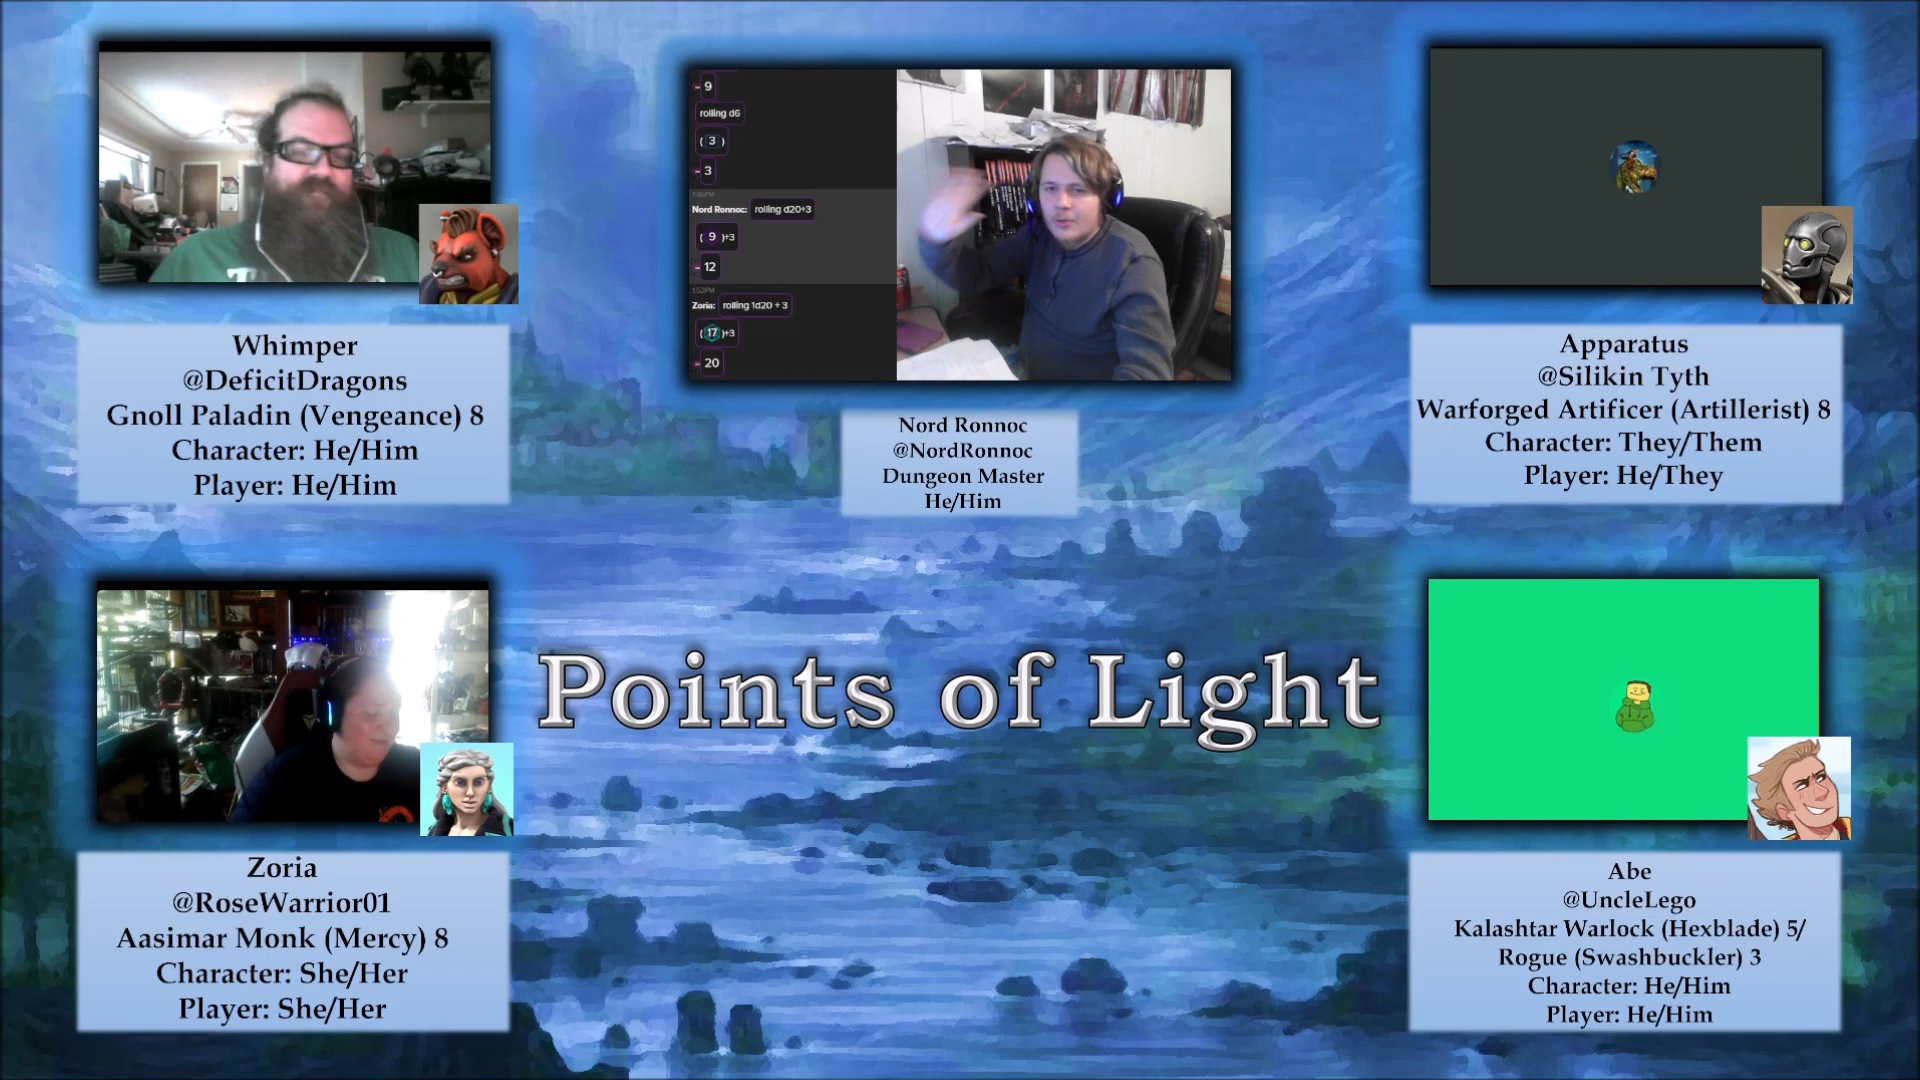 - 9
rolling d6
( 3 )
- 3
1:46PM
Nord Ronnoc: rolling d20+3
( 9 )+3
- 12
1:52PM
Zoria: rolling 1d20 + 3
( 17 )+3
- 20
Whimper
@DeficitDragons
Gnoll Paladin (Vengeance) 8
Character: He/Him
Player: He/Him
Nord Ronnoc
@NordRonnoc
Dungeon Master
He/Him
Apparatus
@Silikin Tyth
Warforged Artificer (Artillerist) 8
Character: They/Them
Player: He/They
Points of Light
Zoria
@RoseWarrior01
Aasimar Monk (Mercy) 8
Character: She/Her
Player: She/Her
Abe
@UncleLego
Kalashtar Warlock (Hexblade) 5/
Rogue (Swashbuckler) 3
Character: He/Him
Player: He/Him